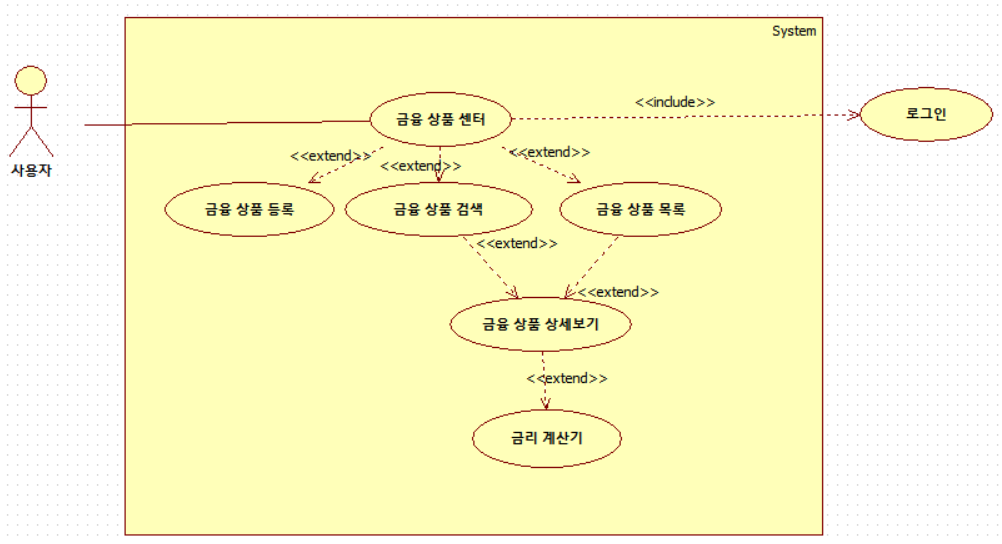 System
<<include>>
금융 상품 센터
로그인
<<extend>>
<<extend>>
<<extend>>
사용자
금융 상품 등록
금융 상품 검색
금융 상품 목록
<<extend>>
<<extend>>
금융 상품 상세보기
<<extend>>
금리 계산기